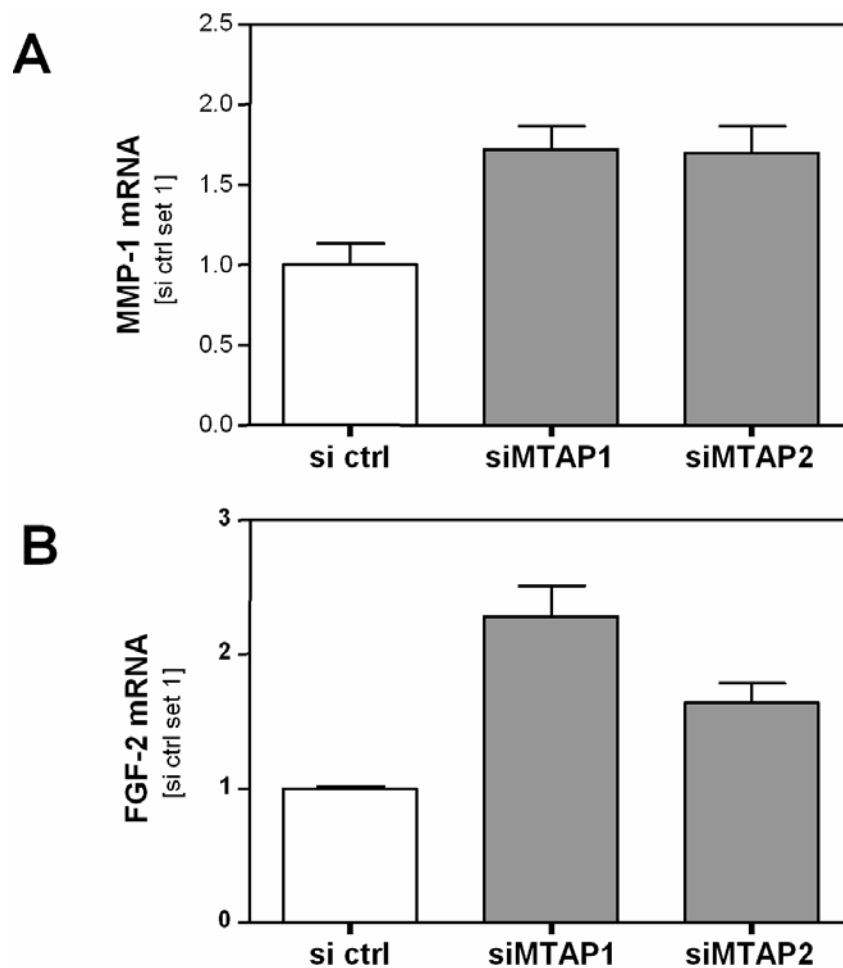 A
MMP-1 mRNA
[si ctrl set 1]
2.5
2.0
1.5
1.0
0.5
0.0
si ctrl
siMTAP1
siMTAP2
B
FGF-2 mRNA
[si ctrl set 1]
3
2
1
0
si ctrl
siMTAP1
siMTAP2